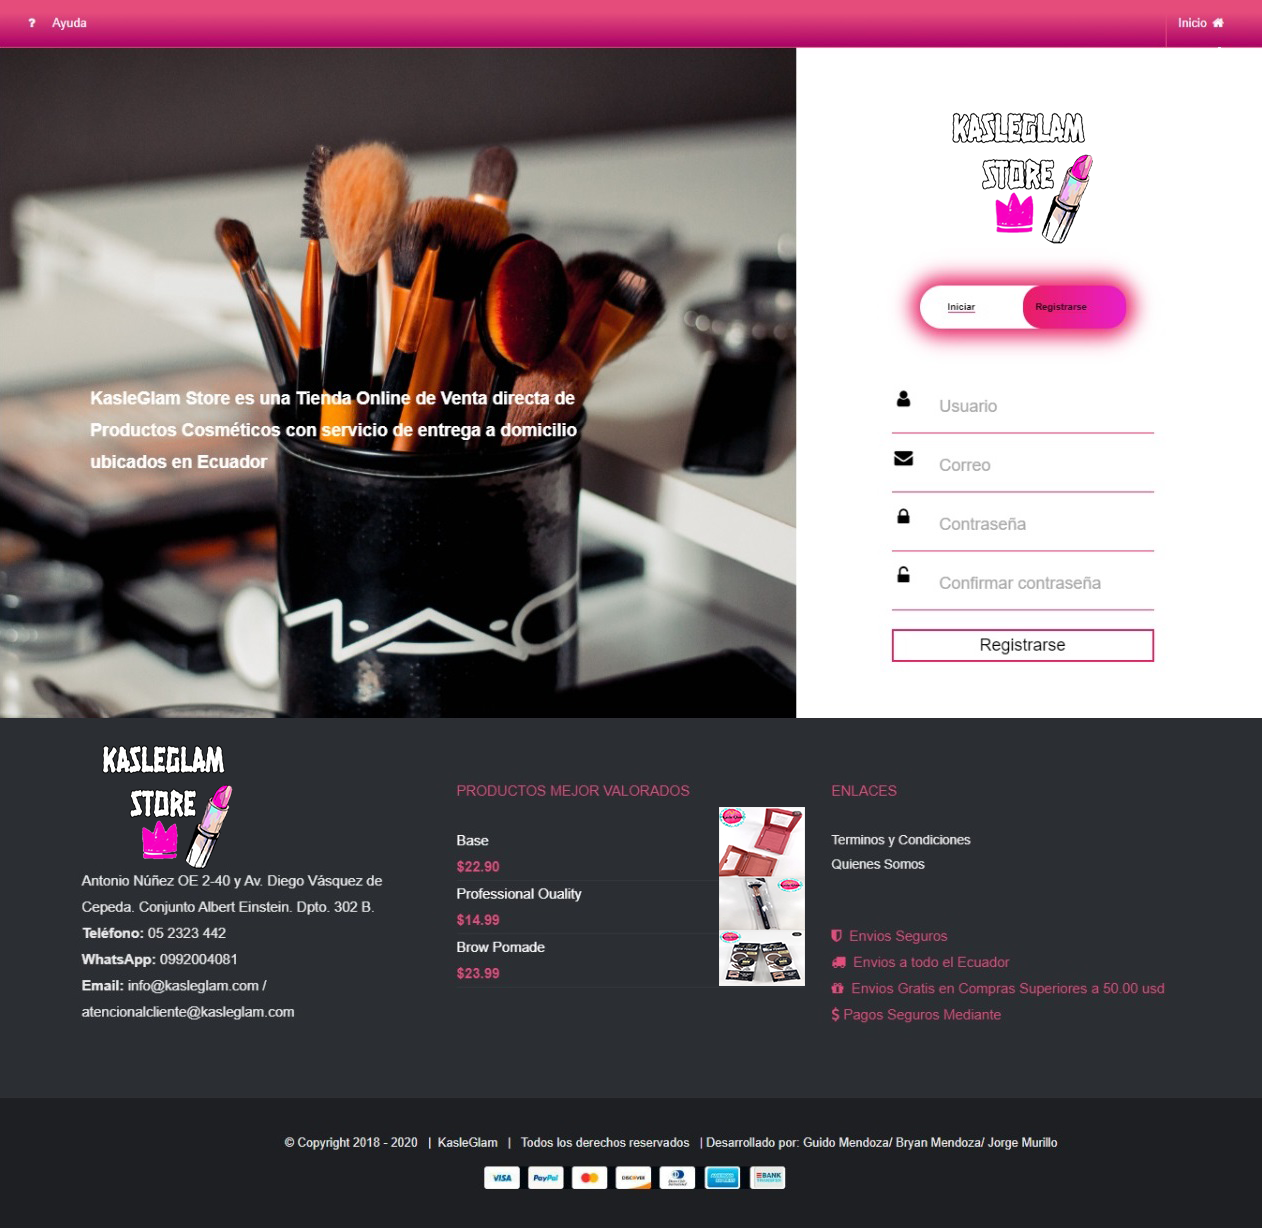 ? Ayuda
Inicio
KASLEGLAM
STORE
Iniciar
Registrarse
KasleGlam Store es una Tienda Online de Venta directa de
Productos Cosméticos con servicio de entrega a domicilio
ubicados en Ecuador
MAC
Usuario
Correo
Contraseña
Confirmar contraseña
Registrarse
KASLEGLAM
STORE
Antonio Núñez OE 2-40 y Av. Diego Vásquez de
Cepeda. Conjunto Albert Einstein. Dpto. 302 B.
Teléfono: 05 2323 442
WhatsApp: 0992004081
Email: info@kasleglam.com /
atencionalcliente@kasleglam.com
PRODUCTOS MEJOR VALORADOS
Base
$22.90
Professional Ouality
$14.99
Brow Pomade
$23.99
ENLACES
Terminos y Condiciones
Quienes Somos
Envios Seguros
Envios a todo el Ecuador
Envios Gratis en Compras Superiores a 50.00 usd
$ Pagos Seguros Mediante
© Copyright 2018 - 2020 | KasleGlam | Todos los derechos reservados | Desarrollado por: Guido Mendoza/ Bryan Mendoza/ Jorge Murillo
VISA PayPal DISCOVER BANK